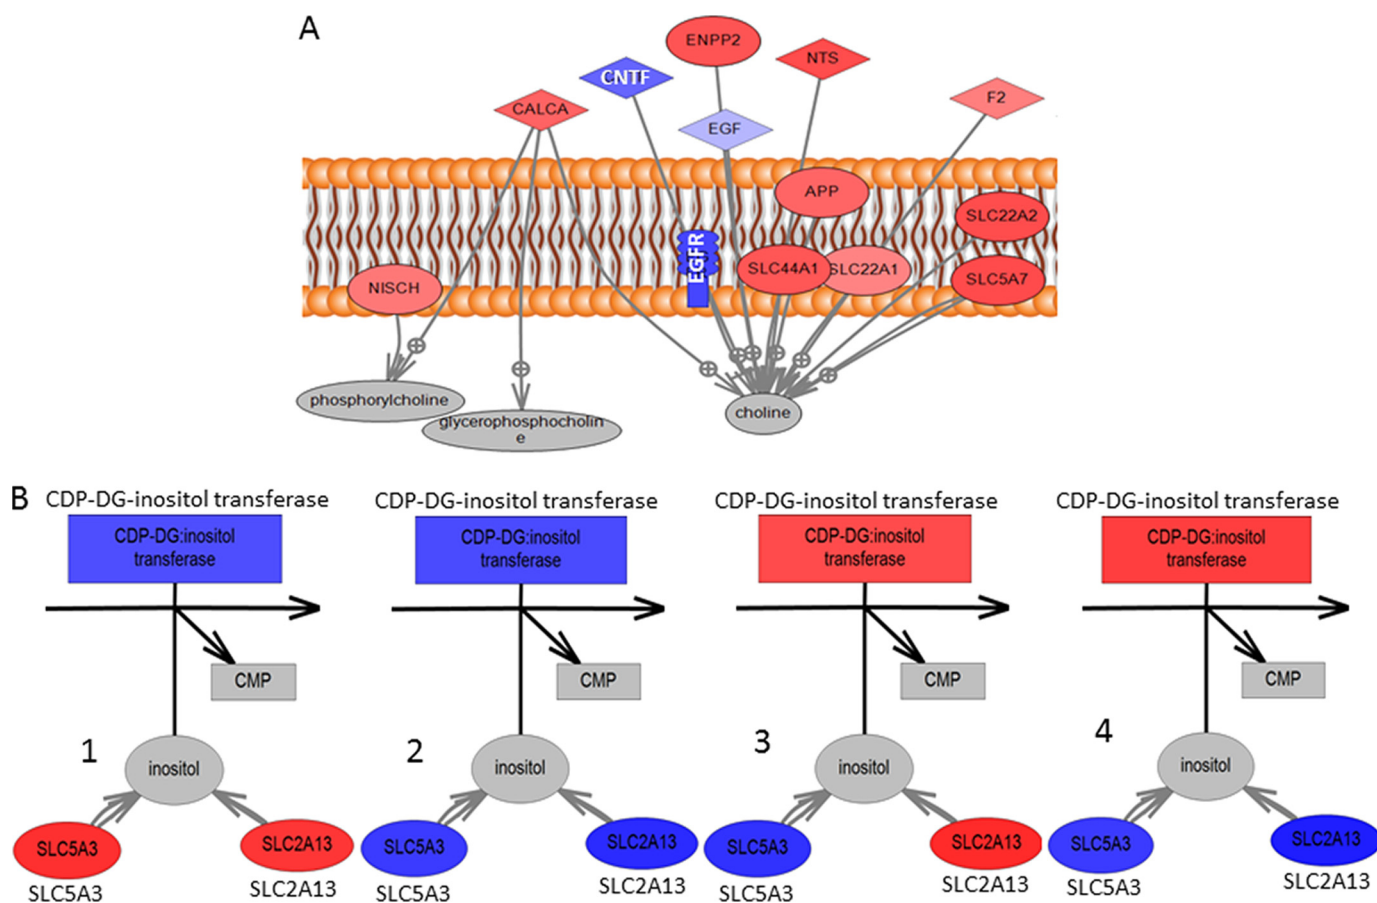 A
ENPP2
NTS
CNTF
F2
CALCA
EGF
APP
SLC22A2
EGFR
SLC44A1
SLC22A1
SLC5A7
NISCH
phosphorylcholine
glycerophosphocholin
e
choline
B
CDP-DG-inositol transferase
CDP-DG:inositol
transferase
CMP
1
inositol
SLC5A3
SLC2A13
SLC5A3
SLC2A13
CDP-DG-inositol transferase
CDP-DG:inositol
transferase
CMP
2
inositol
SLC5A3
SLC2A13
SLC5A3
SLC2A13
CDP-DG-inositol transferase
CDP-DG:inositol
transferase
CMP
3
inositol
SLC5A3
SLC2A13
SLC5A3
SLC2A13
CDP-DG-inositol transferase
CDP-DG:inositol
transferase
CMP
4
inositol
SLC5A3
SLC2A13
SLC5A3
SLC2A13